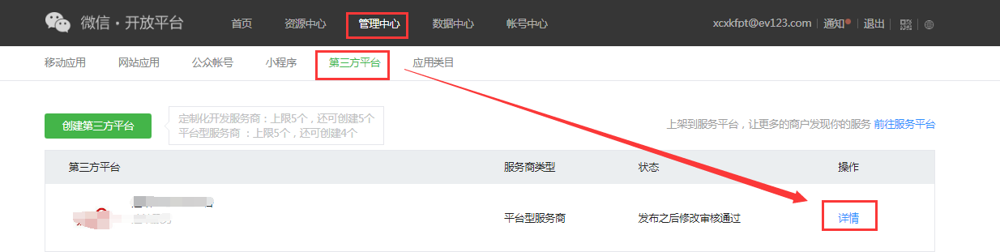 微信·开放平台 首页 资源中心 管理中心 数据中心 帐号中心 xcxkfpt@ev123.com 通知 退出
移动应用 网站应用 公众帐号 小程序 第三方平台 应用类目
创建第三方平台
定制化开发服务商：上限5个，还可创建5个
平台型服务商 ：上限5个，还可创建4个
上架到服务平台，让更多的商户发现你的服务 前往服务平台
第三方平台 服务商类型 状态 操作
平台型服务商 发布之后修改审核通过 详情